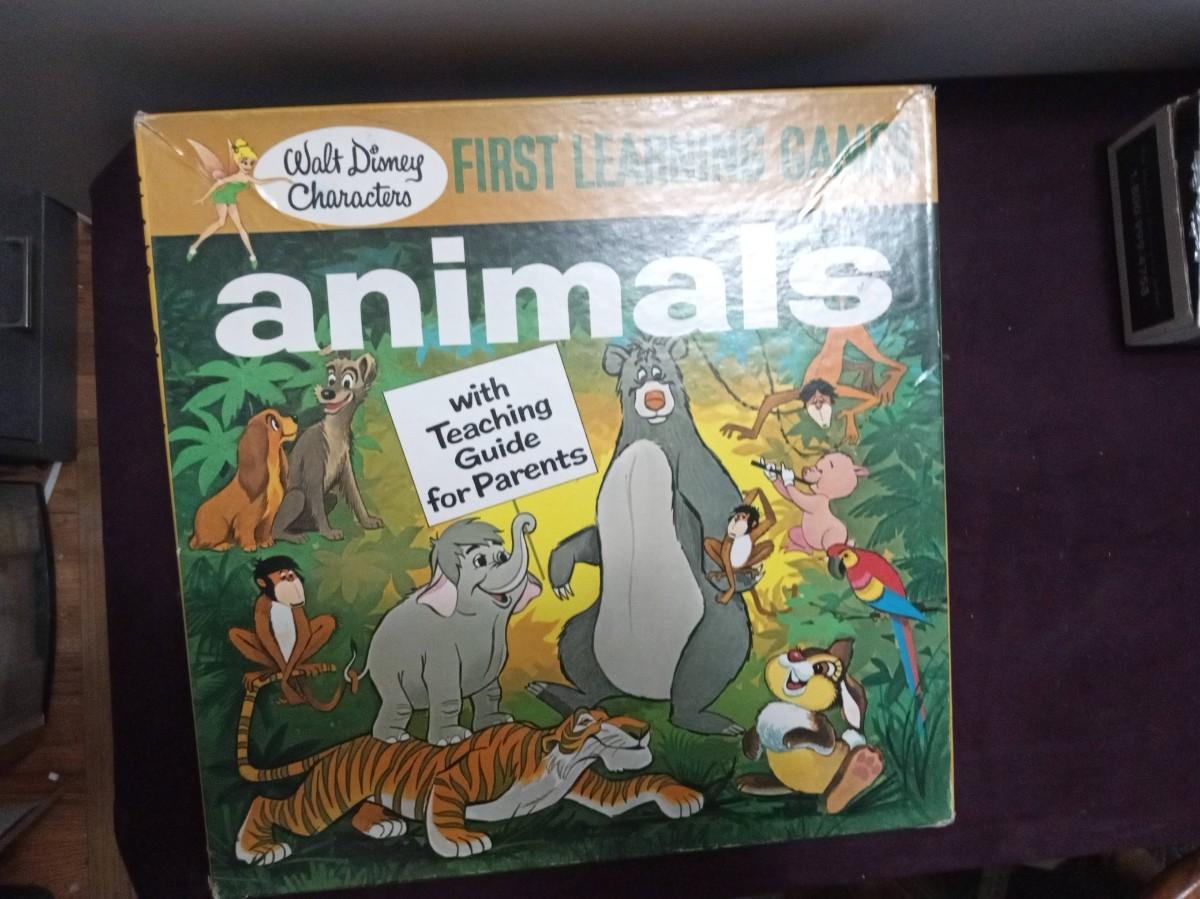 Walt Disney
Characters
FIRST LEARNING GAMES
animals
with
Teaching
Guide
for Parents